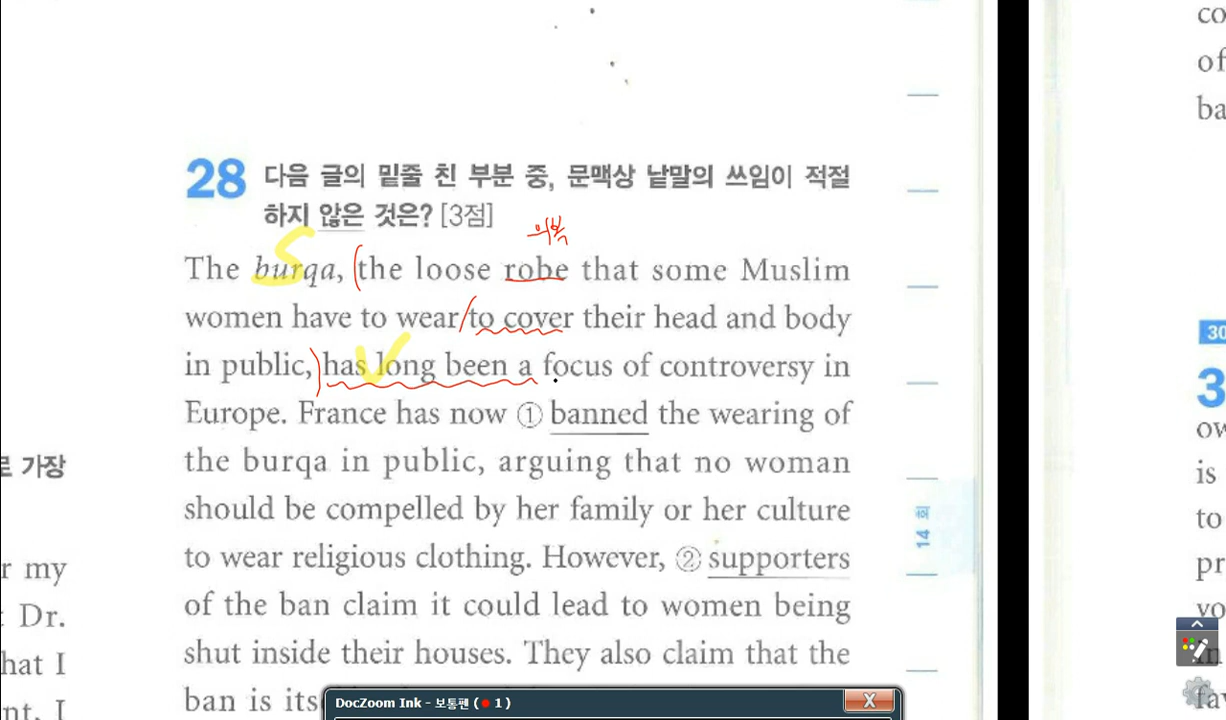 28 다음 글의 밑줄 친 부분 중, 문맥상 낱말의 쓰임이 적절
하지 않은 것은? [3점]
의복
S
The burqa, (the loose robe that some Muslim
women have to wear/to cover their head and body
in public,) has long been a focus of controversy in
V
Europe. France has now ① banned the wearing of
the burqa in public, arguing that no woman
should be compelled by her family or her culture
to wear religious clothing. However, ② supporters
of the ban claim it could lead to women being
shut inside their houses. They also claim that the
ban is its
로 가장
r my
Dr.
hat I
nt, I
14 회
co
of
ba
30
3
ow
is
to
pr
yo
in
fav
DocZoom Ink - 보통펜 ( 1 )
X